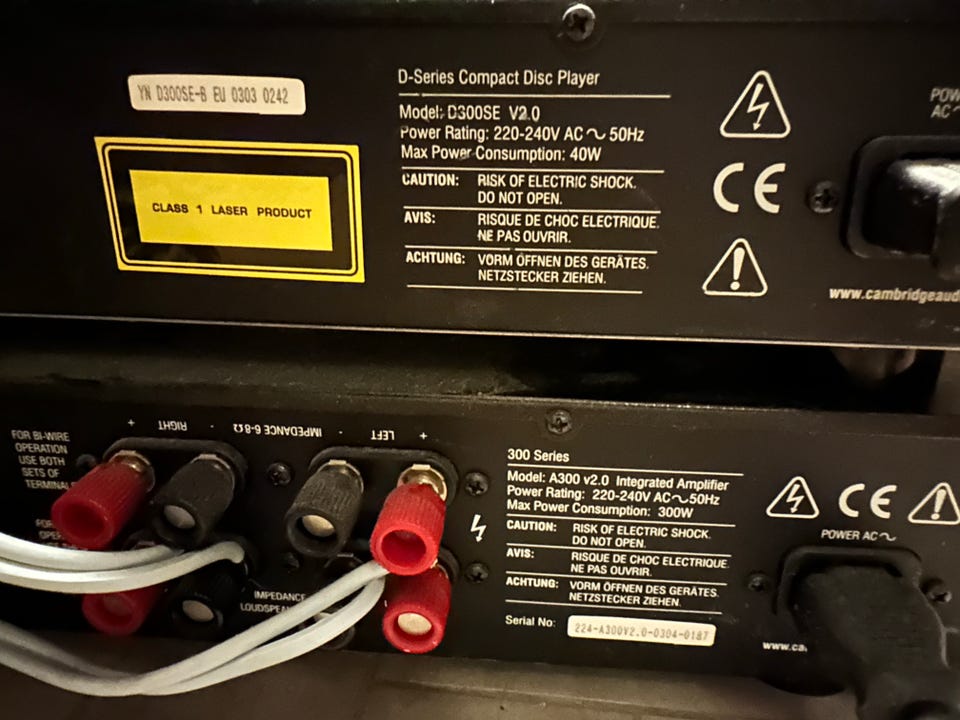 YN D300SE-B EU 0303 0242
CLASS 1 LASER PRODUCT
D-Series Compact Disc Player
Model: D300SE V2.0
Power Rating: 220-240V AC ～ 50Hz
Max Power Consumption: 40W
CAUTION: RISK OF ELECTRIC SHOCK.
DO NOT OPEN.
AVIS: RISQUE DE CHOC ELECTRIQUE.
NE PAS OUVRIR.
ACHTUNG: VORM ÖFFNEN DES GERÄTES.
NETZSTECKER ZIEHEN.
CE
AC ～
www.cambridgeaud
FOR BI-WIRE
OPERATION
USE BOTH
SETS OF
+ RIGHT - IMPEDANCE 6-8Ω - LEFT +
IMPEDANCE
300 Series
Model: A300 v2.0 Integrated Amplifier
Power Rating: 220-240V AC～50Hz
Max Power Consumption: 300W
CAUTION: RISK OF ELECTRIC SHOCK.
DO NOT OPEN.
AVIS: RISQUE DE CHOC ELECTRIQUE.
NE PAS OUVRIR.
ACHTUNG: VORM ÖFFNEN DES GERÄTES.
NETZSTECKER ZIEHEN.
Serial No: 224-A300V2.0-0304-0187
CE
POWER AC～
www.ca